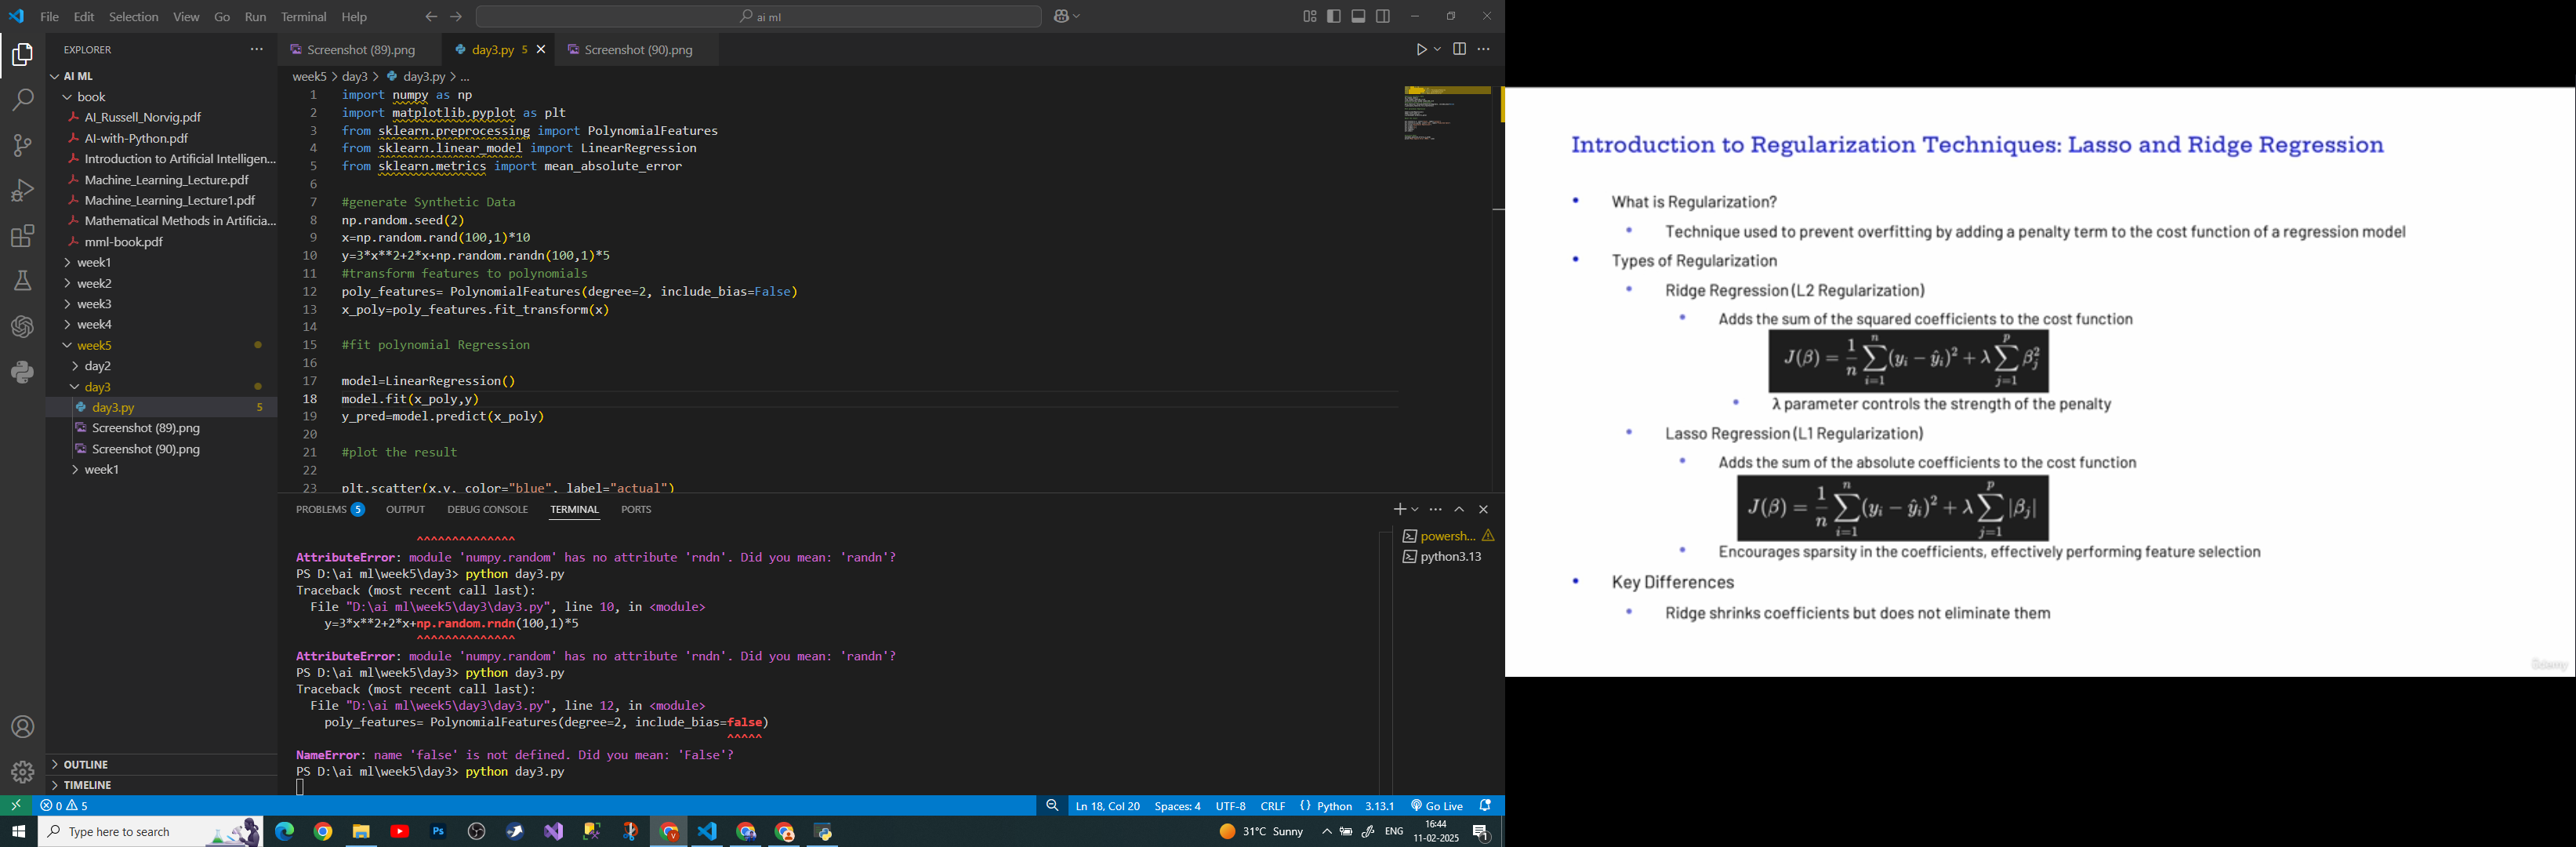 File Edit Selection View Go Run Terminal Help
ai ml
EXPLORER
AI ML
book
AI_Russell_Norvig.pdf
AI-with-Python.pdf
Introduction to Artificial Intelligen...
Machine_Learning_Lecture.pdf
Machine_Learning_Lecture1.pdf
Mathematical Methods in Artificia...
mml-book.pdf
week1
week2
week3
week4
week5
day2
day3
day3.py 5
Screenshot (89).png
Screenshot (90).png
week1
OUTLINE
TIMELINE
Screenshot (89).png day3.py 5 Screenshot (90).png
week5 > day3 > day3.py > ...
1 import numpy as np
2 import matplotlib.pyplot as plt
3 from sklearn.preprocessing import PolynomialFeatures
4 from sklearn.linear_model import LinearRegression
5 from sklearn.metrics import mean_absolute_error
6
7 #generate Synthetic Data
8 np.random.seed(2)
9 x=np.random.rand(100,1)*10
10 y=3*x**2+2*x+np.random.randn(100,1)*5
11 #transform features to polynomials
12 poly_features= PolynomialFeatures(degree=2, include_bias=False)
13 x_poly=poly_features.fit_transform(x)
14
15 #fit polynomial Regression
16
17 model=LinearRegression()
18 model.fit(x_poly,y)
19 y_pred=model.predict(x_poly)
20
21 #plot the result
22
23 plt.scatter(x,y, color="blue", label="actual")
PROBLEMS 5 OUTPUT DEBUG CONSOLE TERMINAL PORTS
^^^^^^^^^^^^^^
AttributeError: module 'numpy.random' has no attribute 'rndn'. Did you mean: 'randn'?
PS D:\ai ml\week5\day3> python day3.py
Traceback (most recent call last):
File "D:\ai ml\week5\day3\day3.py", line 10, in <module>
y=3*x**2+2*x+np.random.rndn(100,1)*5
^^^^^^^^^^^^^^
AttributeError: module 'numpy.random' has no attribute 'rndn'. Did you mean: 'randn'?
PS D:\ai ml\week5\day3> python day3.py
Traceback (most recent call last):
File "D:\ai ml\week5\day3\day3.py", line 12, in <module>
poly_features= PolynomialFeatures(degree=2, include_bias=false)
^^^^^
NameError: name 'false' is not defined. Did you mean: 'False'?
PS D:\ai ml\week5\day3> python day3.py
powersh...
python3.13
0 5
Ln 18, Col 20 Spaces: 4 UTF-8 CRLF {} Python 3.13.1 Go Live
Type here to search
31°C Sunny
ENG
16:44
11-02-2025
1
Introduction to Regularization Techniques: Lasso and Ridge Regression
• What is Regularization?
• Technique used to prevent overfitting by adding a penalty term to the cost function of a regression model
• Types of Regularization
• Ridge Regression (L2 Regularization)
• Adds the sum of the squared coefficients to the cost function
J(β) = 1/n ∑ⁿᵢ₌₁ (yᵢ − ŷᵢ)² + λ ∑ᵖⱼ₌₁ βⱼ²
• λ parameter controls the strength of the penalty
• Lasso Regression (L1 Regularization)
• Adds the sum of the absolute coefficients to the cost function
J(β) = 1/n ∑ⁿᵢ₌₁ (yᵢ − ŷᵢ)² + λ ∑ᵖⱼ₌₁ |βⱼ|
• Encourages sparsity in the coefficients, effectively performing feature selection
• Key Differences
• Ridge shrinks coefficients but does not eliminate them
Udemy